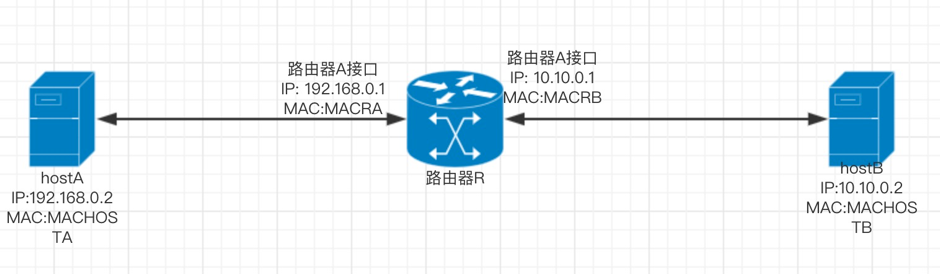 路由器A接口
IP: 192.168.0.1
MAC:MACRA
路由器A接口
IP: 10.10.0.1
MAC:MACRB
路由器R
hostA
IP:192.168.0.2
MAC:MACHOS
TA
hostB
IP:10.10.0.2
MAC:MACHOS
TB